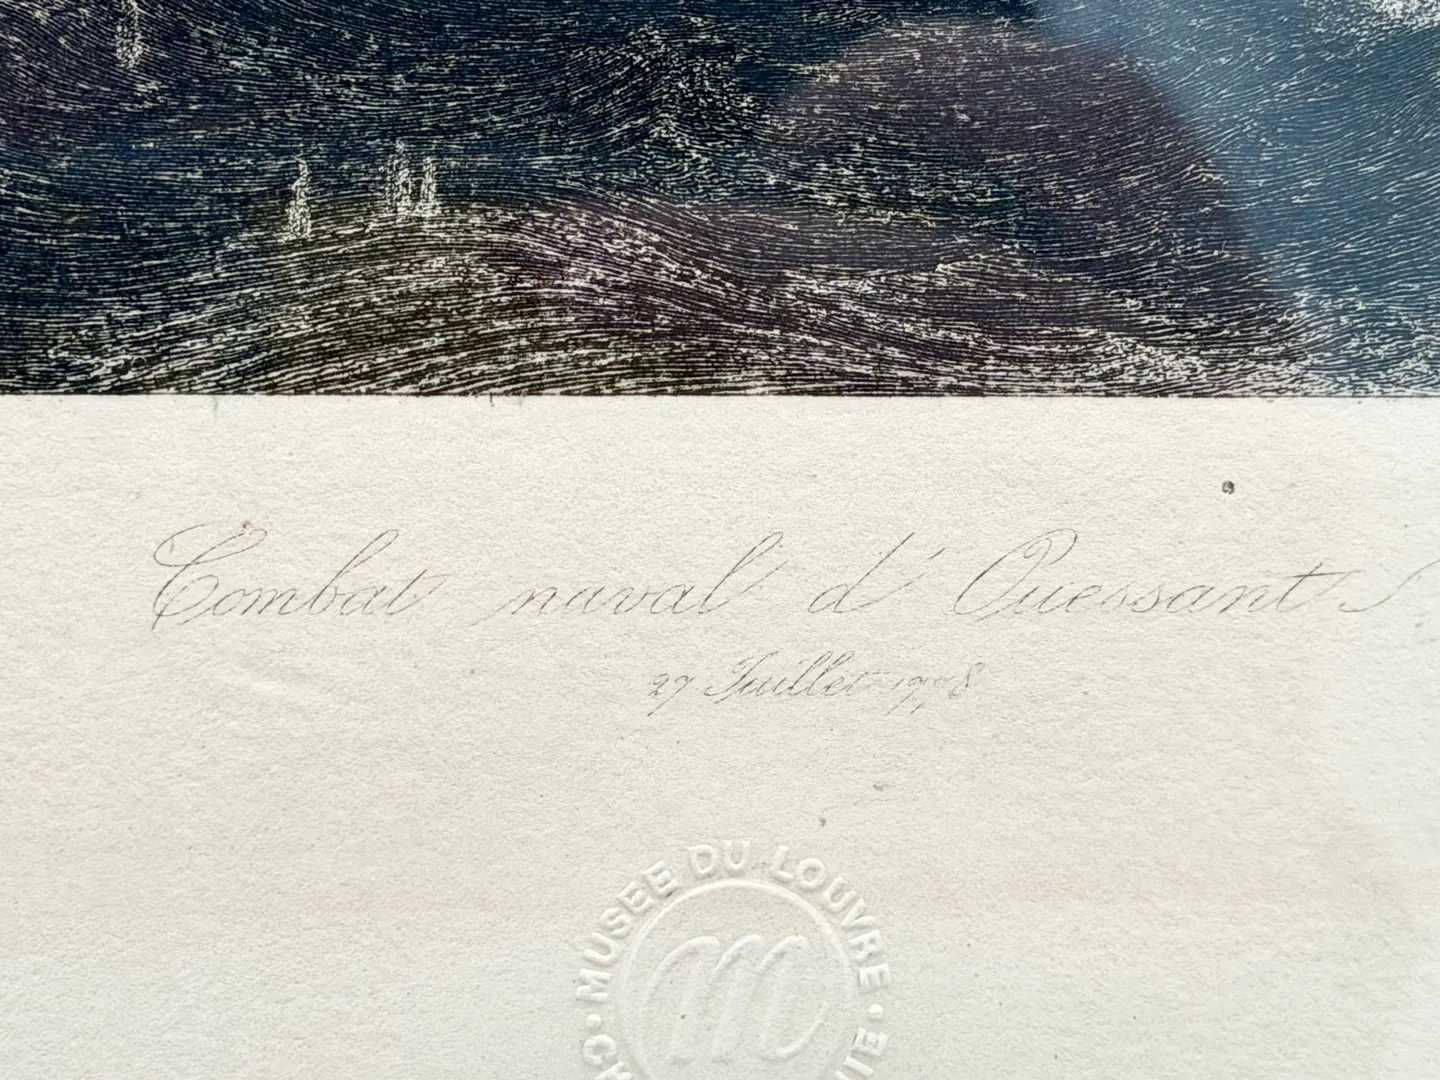 Combat naval d'Ouessant
27 Juillet 1778
MUSEE DU LOUVRE
M